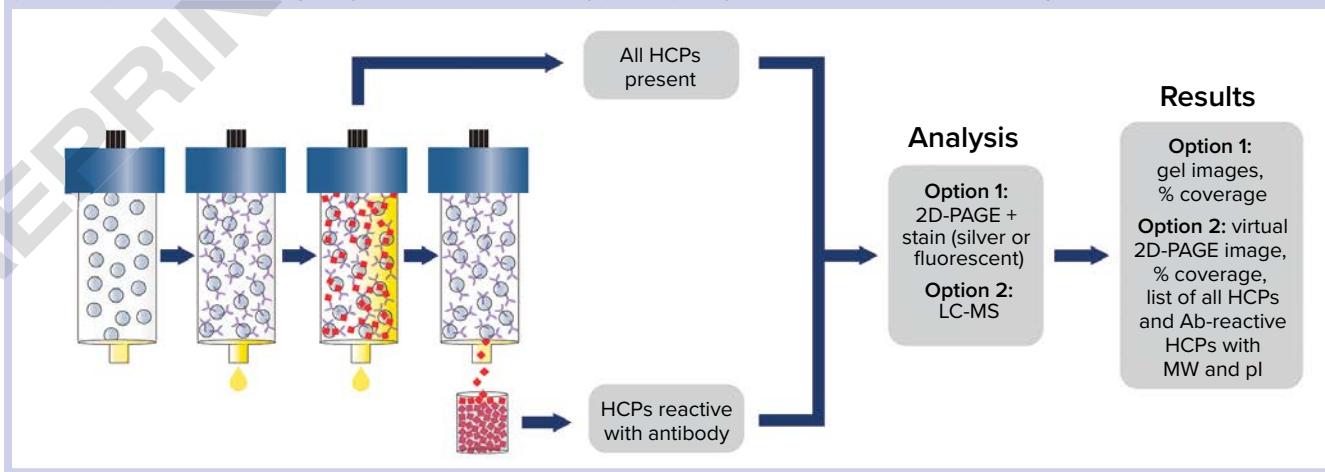 All HCPs
present
HCPs reactive
with antibody
Analysis
Option 1:
2D-PAGE +
stain (silver or
fluorescent)
Option 2:
LC-MS
Results
Option 1:
gel images,
% coverage
Option 2: virtual
2D-PAGE image,
% coverage,
list of all HCPs
and Ab-reactive
HCPs with
MW and pI